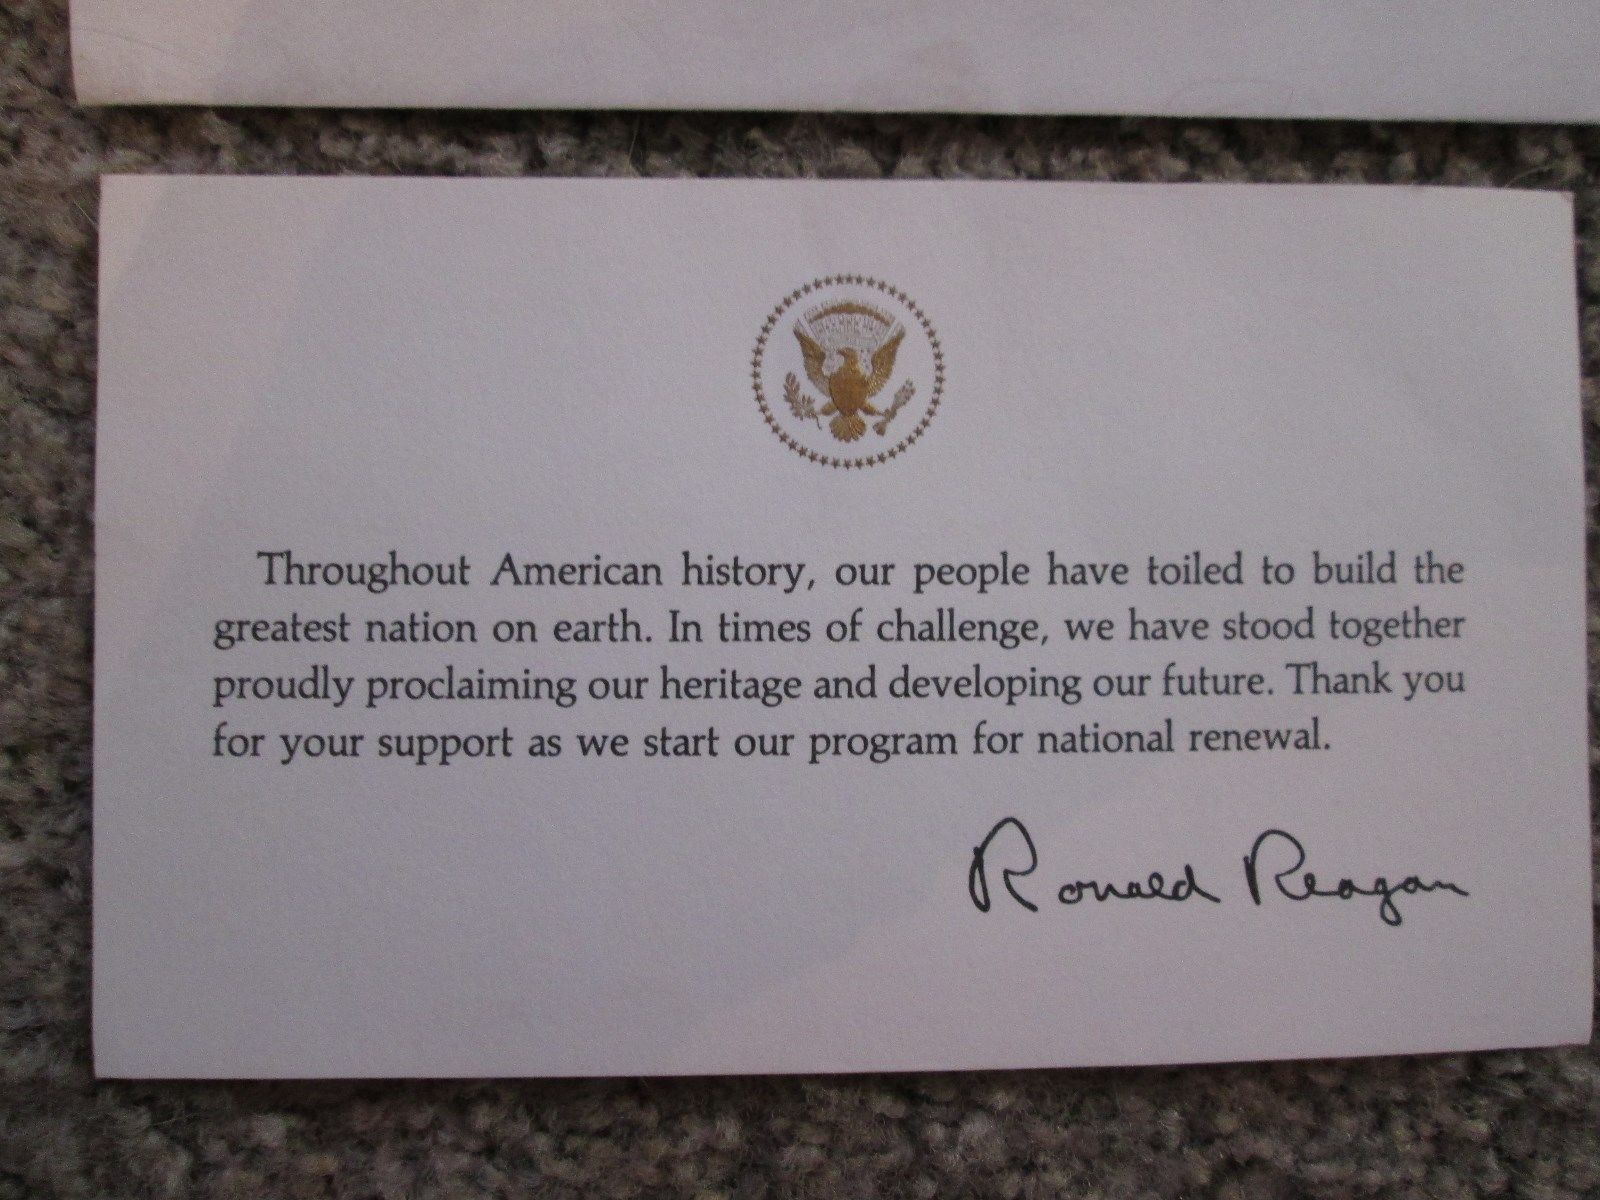 Throughout American history, our people have toiled to build the
greatest nation on earth. In times of challenge, we have stood together
proudly proclaiming our heritage and developing our future. Thank you
for your support as we start our program for national renewal.
Ronald Reagan